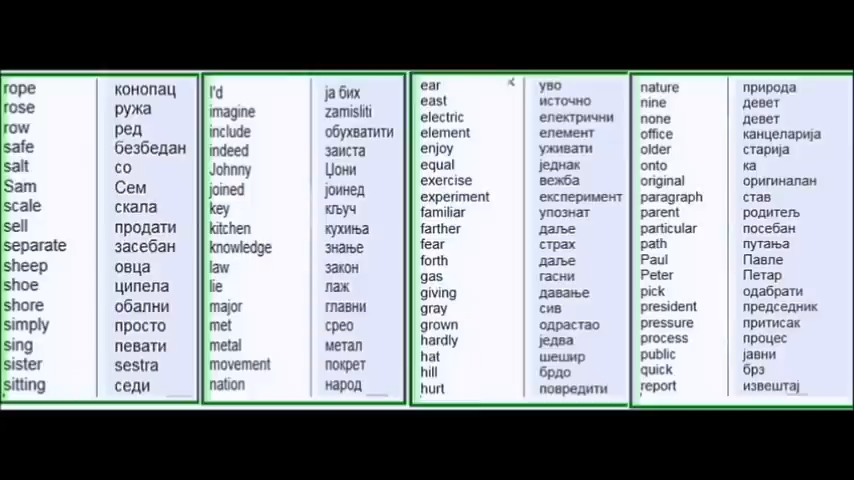 rope конопац
rose ружа
row ред
safe безбедан
salt со
Sam Сем
scale скала
sell продати
separate засебан
sheep овца
shoe ципела
shore обални
simply просто
sing певати
sister sestra
sitting седи
I'd ја бих
imagine zamisliti
include обухватити
indeed заиста
Johnny Џони
joined јоинед
key кључ
kitchen кухиња
knowledge знање
law закон
lie лаж
major главни
met срео
metal метал
movement покрет
nation народ
ear уво
east источно
electric електрични
element елемент
enjoy уживати
equal једнак
exercise вежба
experiment експеримент
familiar упознат
farther даље
fear страх
forth даље
gas гасни
giving давање
gray сив
grown одрастао
hardly једва
hat шешир
hill брдо
hurt повредити
nature природа
nine девет
none девет
office канцеларија
older старија
onto ка
original оригиналан
paragraph став
parent родитељ
particular посебан
path путања
Paul Павле
Peter Петар
pick одабрати
president председник
pressure притисак
process процес
public јавни
quick брз
report извештај